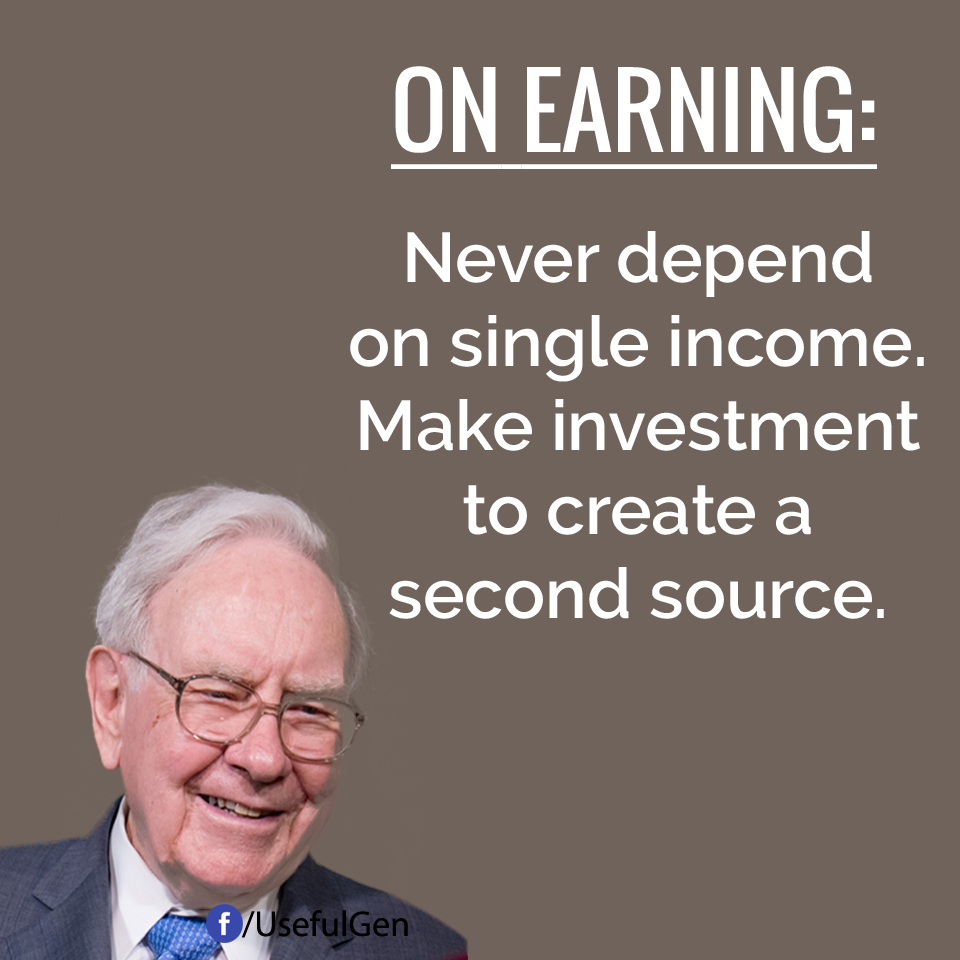 ON EARNING:
Never depend
on single income.
Make investment
to create a
second source.
f/UsefulGen